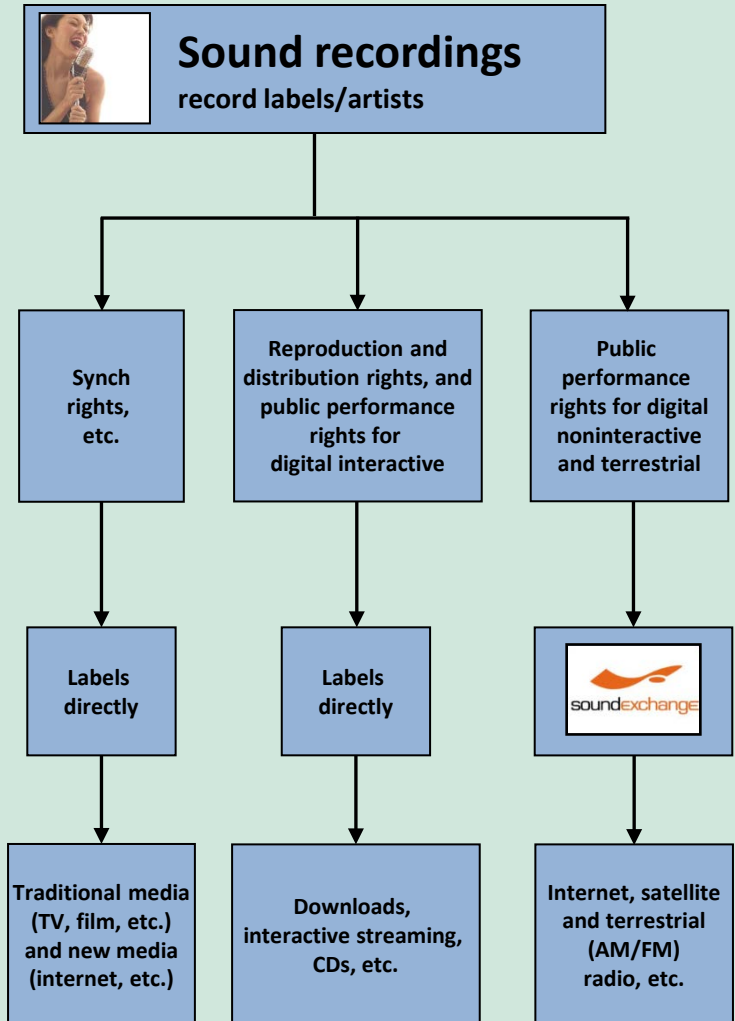 Sound recordings
record labels/artists
Synch
rights,
etc.
Reproduction and
distribution rights, and
public performance
rights for
digital interactive
Public
performance
rights for digital
noninteractive
and terrestrial
Labels
directly
Labels
directly
soundexchange
Traditional media
(TV, film, etc.)
and new media
(internet, etc.)
Downloads,
interactive streaming,
CDs, etc.
Internet, satellite
and terrestrial
(AM/FM)
radio, etc.